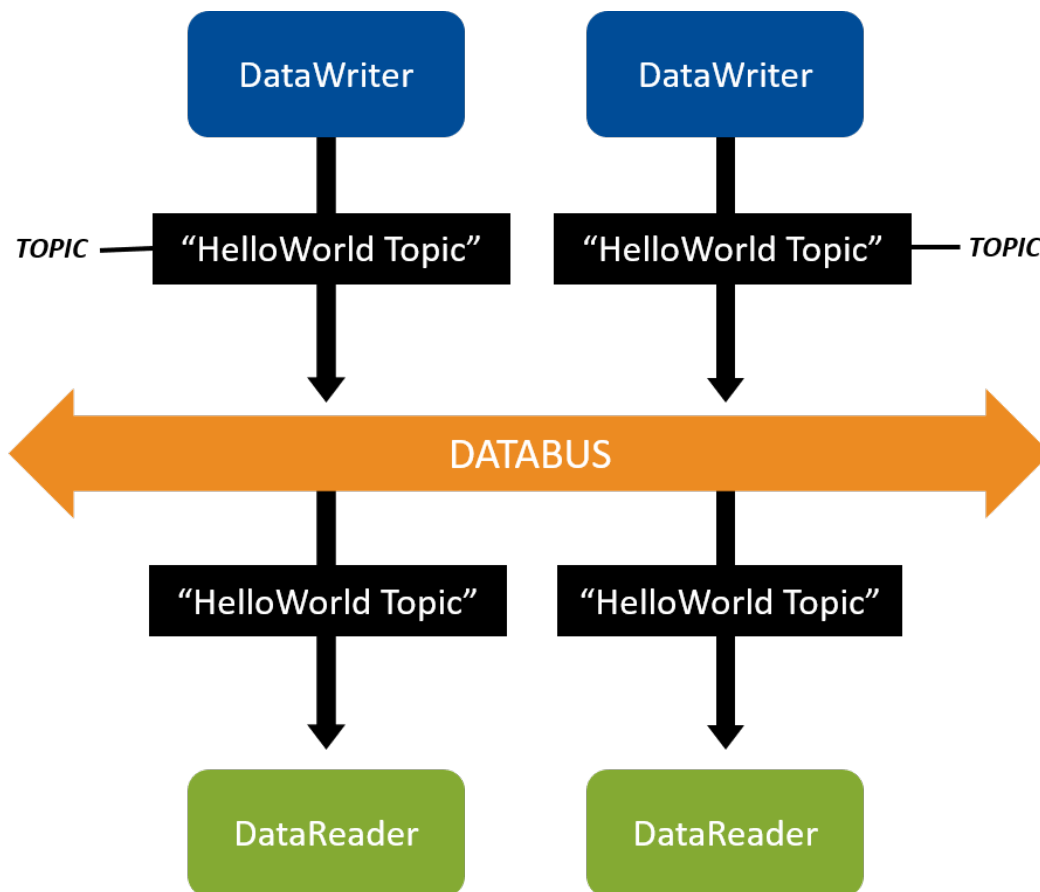 DataWriter
DataWriter
TOPIC
“HelloWorld Topic”
“HelloWorld Topic”
TOPIC
DATABUS
“HelloWorld Topic”
“HelloWorld Topic”
DataReader
DataReader